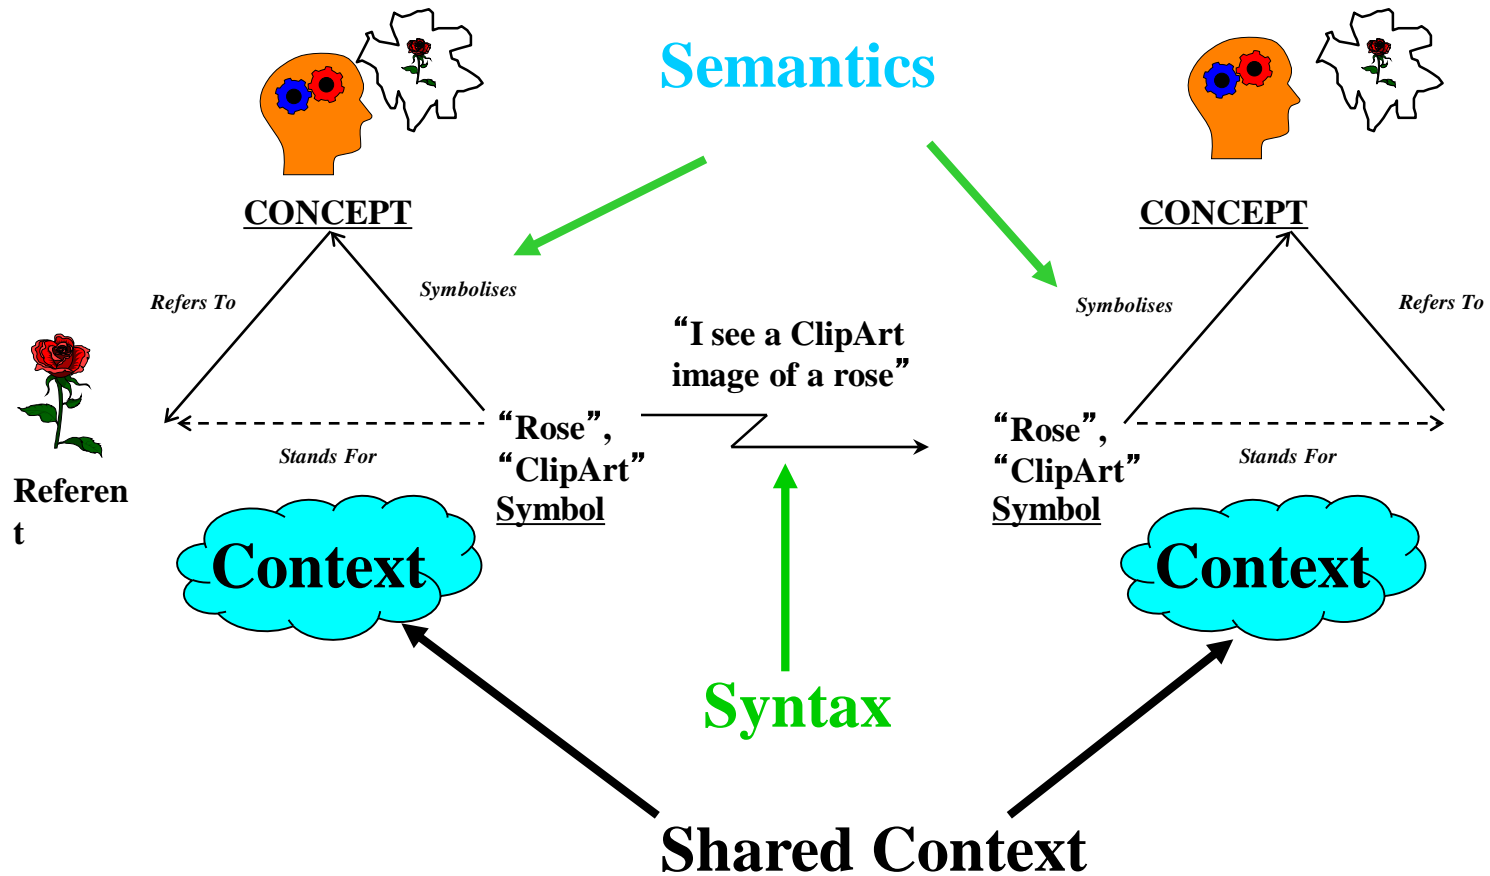 Semantics
CONCEPT
CONCEPT
Refers To
Symbolises
Symbolises
Refers To
“I see a ClipArt
image of a rose”
“Rose”,
“ClipArt”
Symbol
“Rose”,
“ClipArt”
Symbol
Stands For
Stands For
Referen
t
Context
Context
Syntax
Shared Context